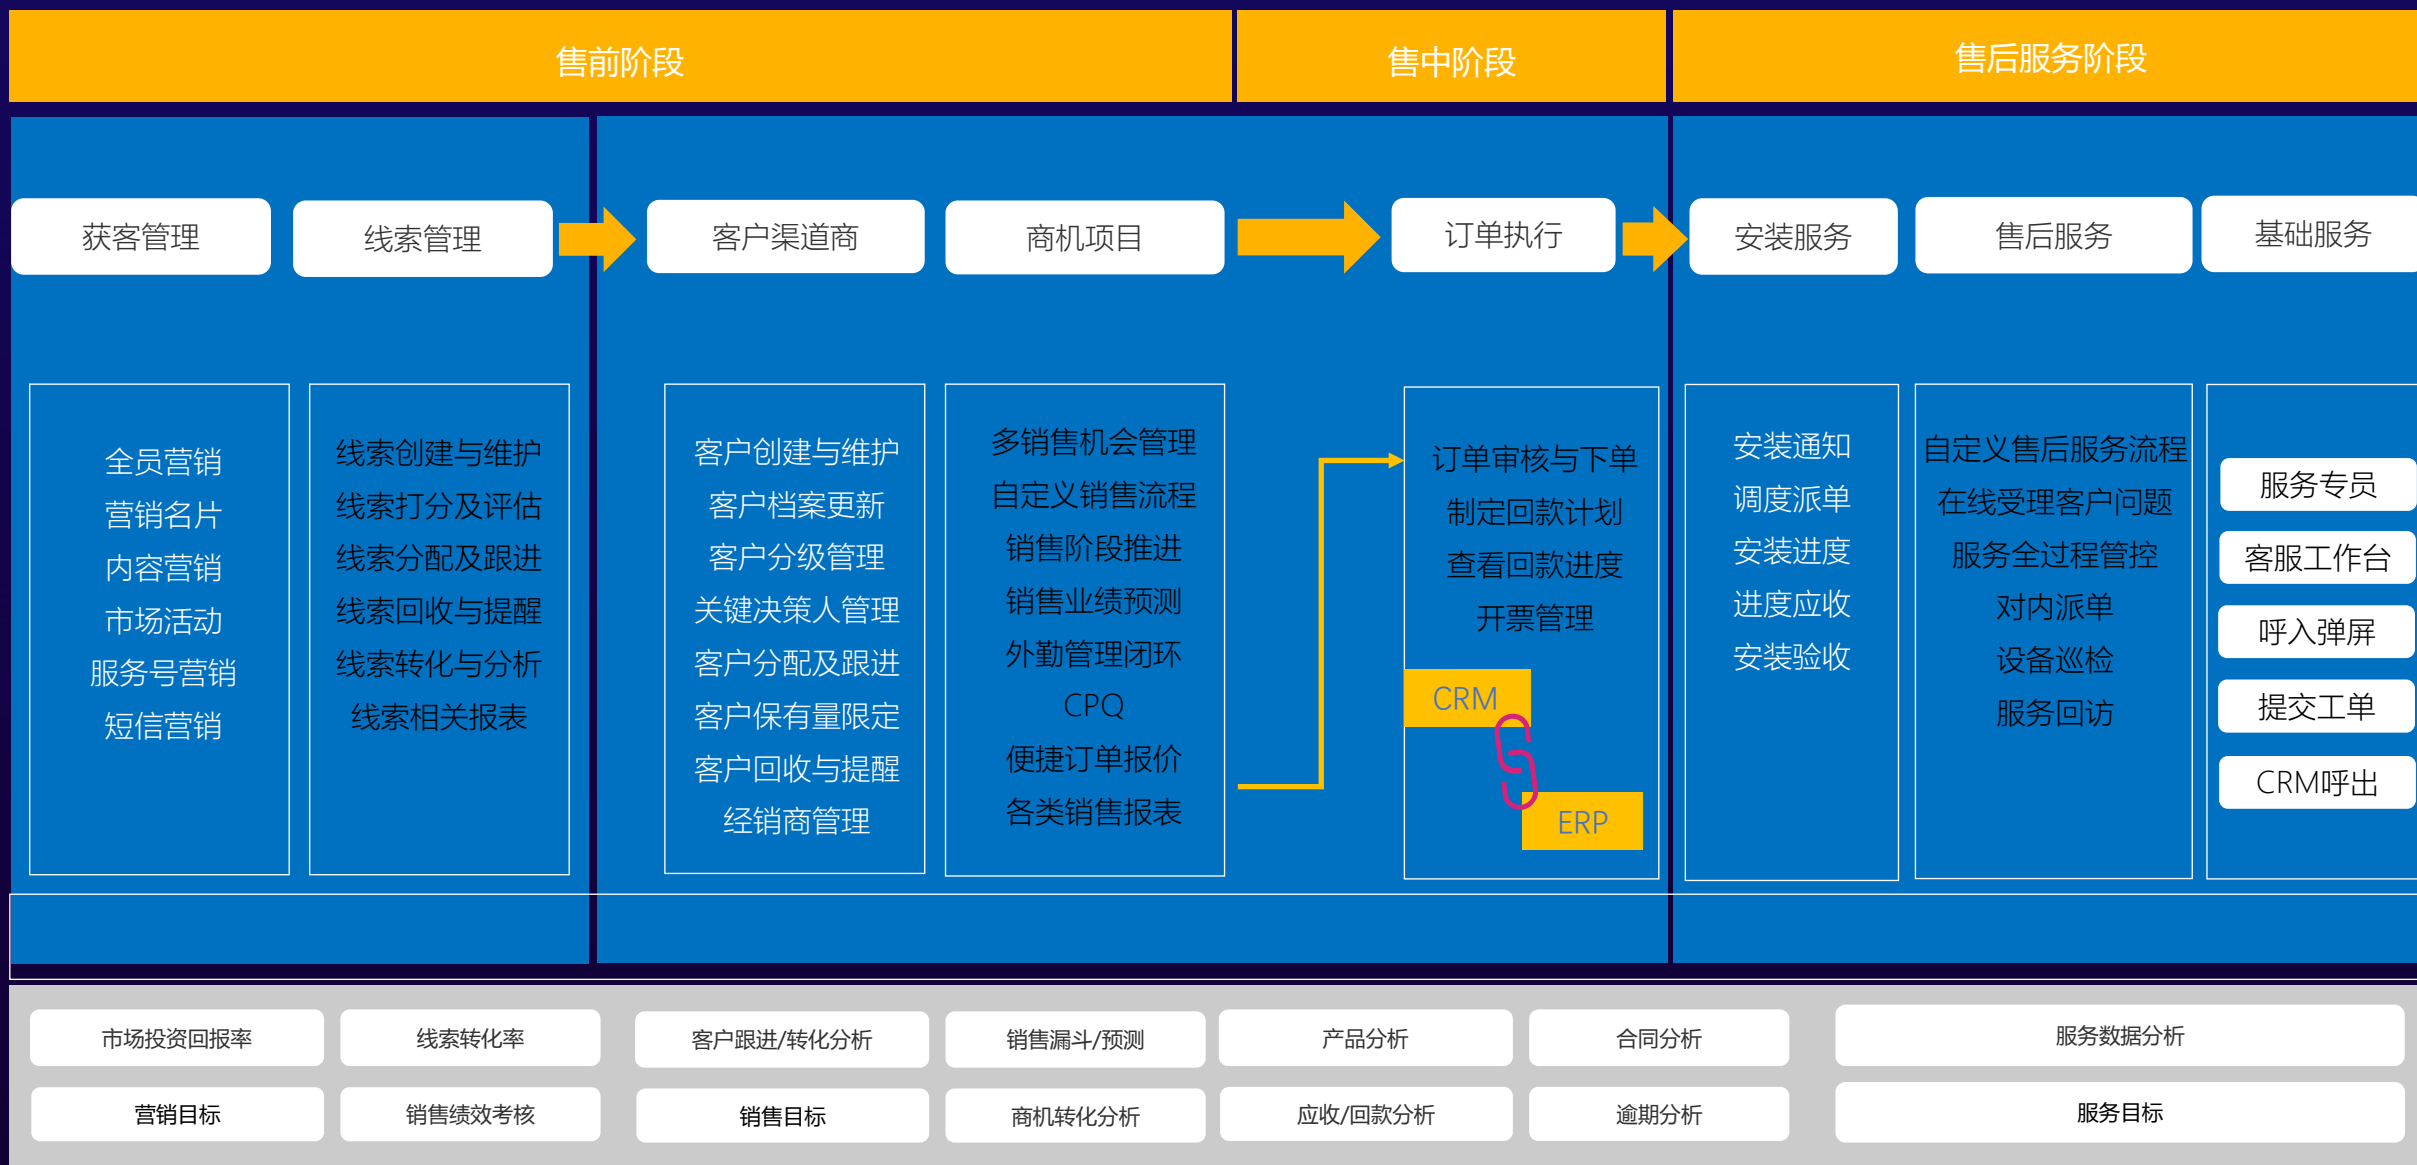 售前阶段
售中阶段
售后服务阶段
获客管理
线索管理
客户渠道商
商机项目
订单执行
安装服务
售后服务
基础服务
全员营销
营销名片
内容营销
市场活动
服务号营销
短信营销
线索创建与维护
线索打分及评估
线索分配及跟进
线索回收与提醒
线索转化与分析
线索相关报表
客户创建与维护
客户档案更新
客户分级管理
关键决策人管理
客户分配及跟进
客户保有量限定
客户回收与提醒
经销商管理
多销售机会管理
自定义销售流程
销售阶段推进
销售业绩预测
外勤管理闭环
CPQ
便捷订单报价
各类销售报表
订单审核与下单
制定回款计划
查看回款进度
开票管理
CRM
ERP
安装通知
调度派单
安装进度
进度应收
安装验收
自定义售后服务流程
在线受理客户问题
服务全过程管控
对内派单
设备巡检
服务回访
服务专员
客服工作台
呼入弹屏
提交工单
CRM呼出
市场投资回报率
线索转化率
客户跟进/转化分析
销售漏斗/预测
产品分析
合同分析
服务数据分析
营销目标
销售绩效考核
销售目标
商机转化分析
应收/回款分析
逾期分析
服务目标